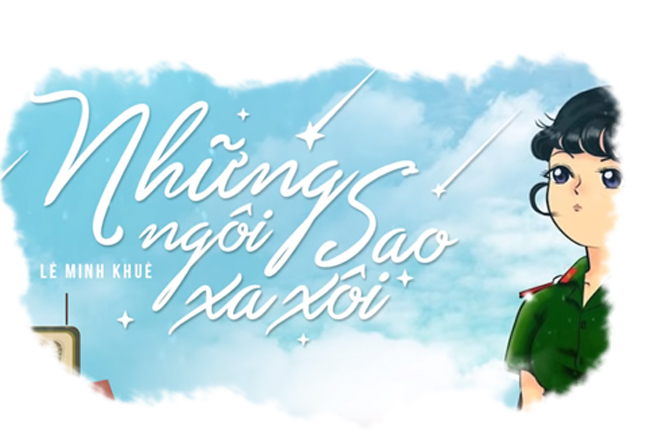 Những
ngôi Sao
xa xôi
LÊ MINH KHUÊ